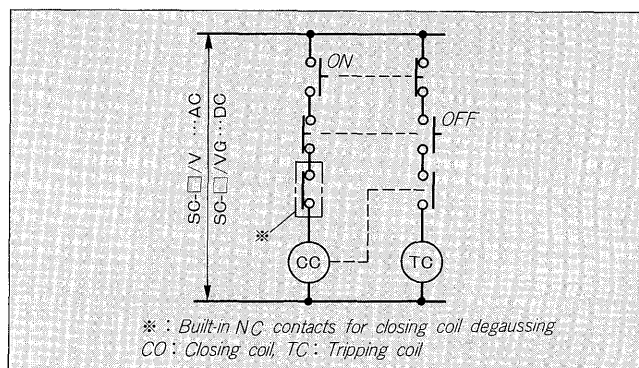 ON
OFF
SC-□/V …AC
SC-□/VG…DC
※
CC
TC
※ : Built-in NC contacts for closing coil degaussing
CO : Closing coil, TC : Tripping coil